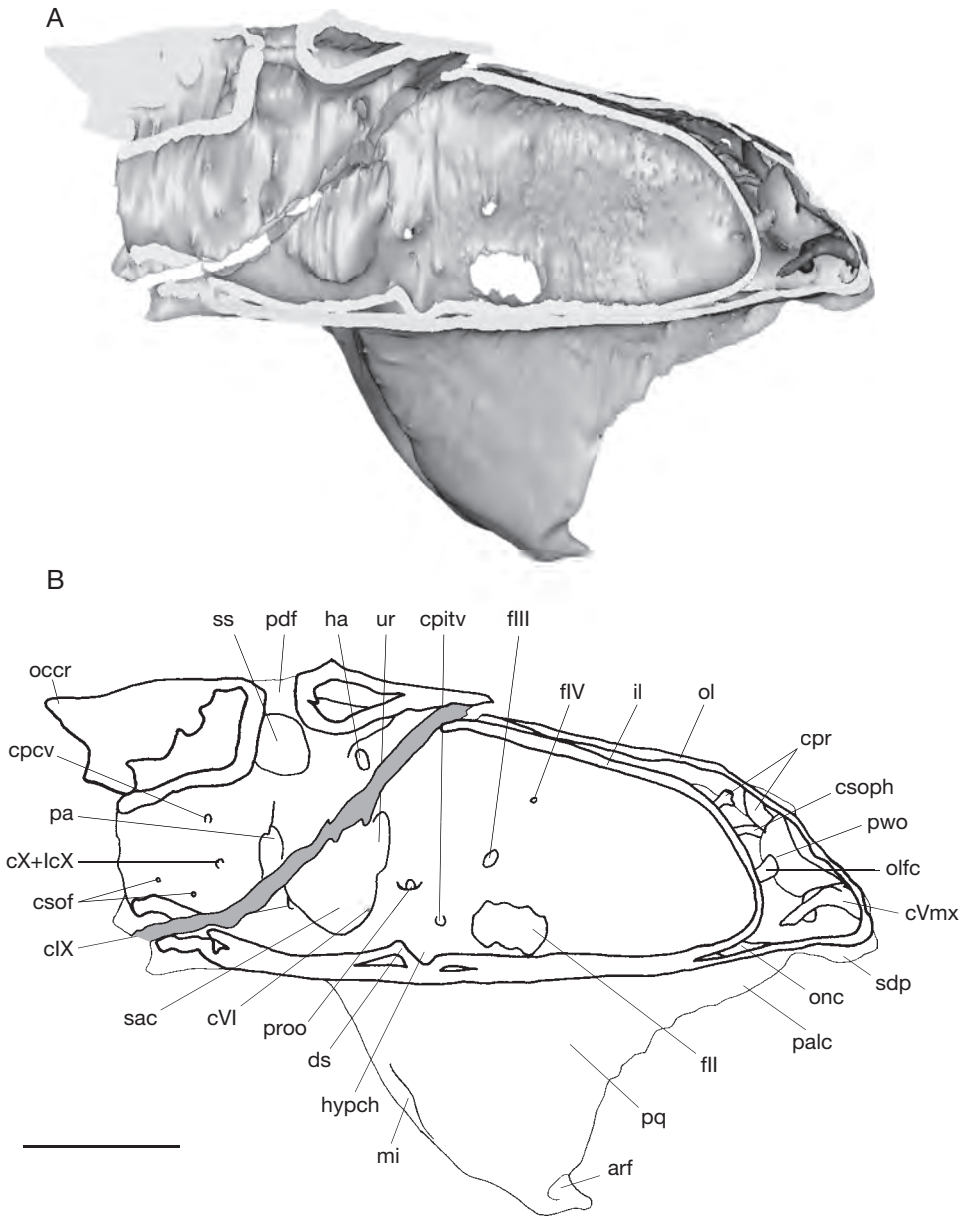 A
B
ss
pdf
ha
ur
cpitv
fIII
occr
fIV
il
ol
cpr
cpcv
csoph
pa
pwo
cX+lcX
olfc
csof
cVmx
cIX
sdp
onc
sac
cVI
proo
palc
ds
fII
hypch
pq
mi
arf